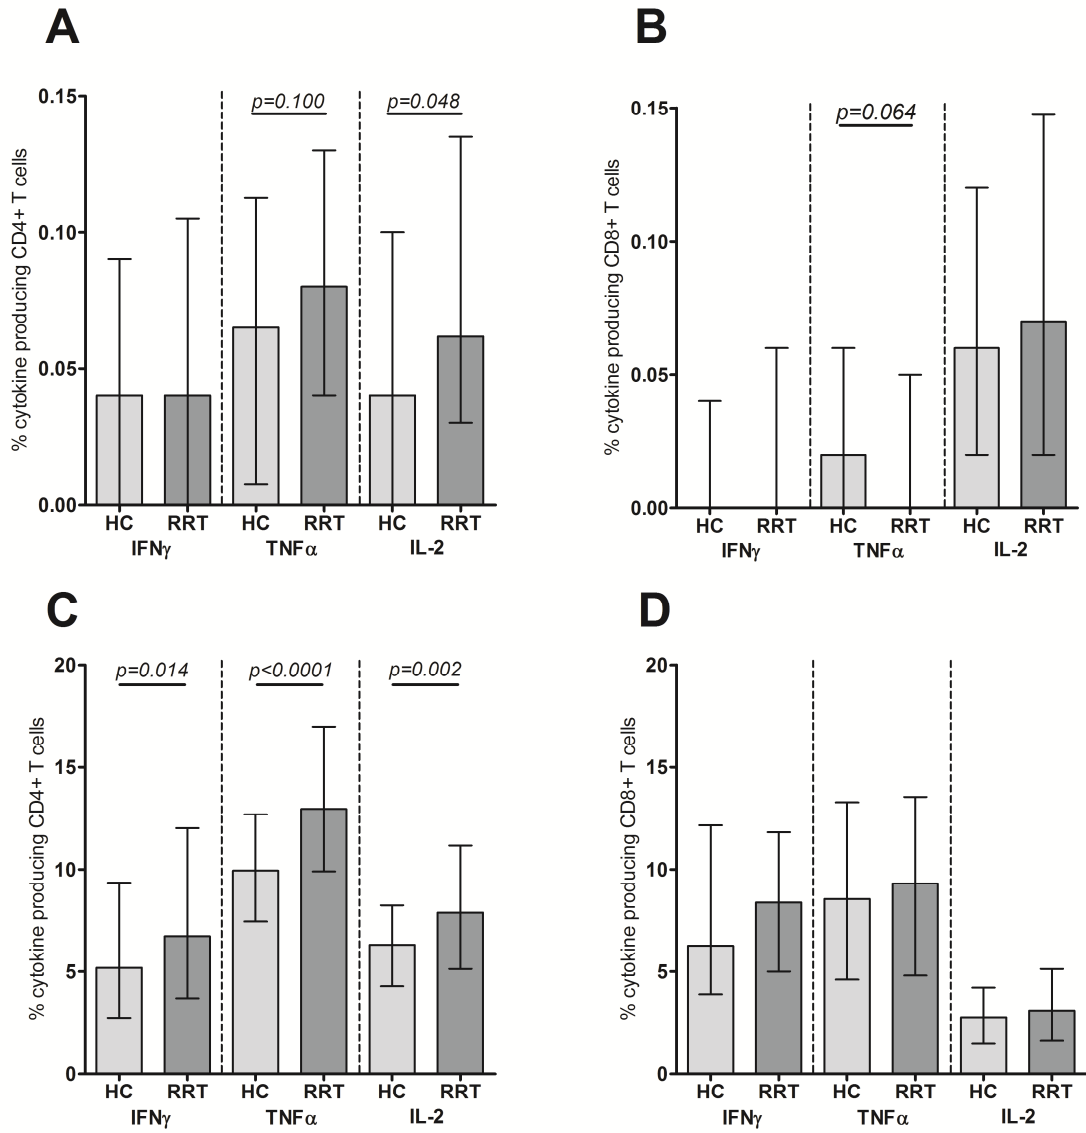 A
% cytokine producing CD4+ T cells
0.15
0.10
0.05
0.00
p=0.100
p=0.048
HC RRT HC RRT HC RRT
IFNγ TNFα IL-2
B
% cytokine producing CD8+ T cells
0.15
0.10
0.05
0.00
p=0.064
HC RRT HC RRT HC RRT
IFNγ TNFα IL-2
C
% cytokine producing CD4+ T cells
20
15
10
5
0
p=0.014
p<0.0001
p=0.002
HC RRT HC RRT HC RRT
IFNγ TNFα IL-2
D
% cytokine producing CD8+ T cells
20
15
10
5
0
HC RRT HC RRT HC RRT
IFNγ TNFα IL-2